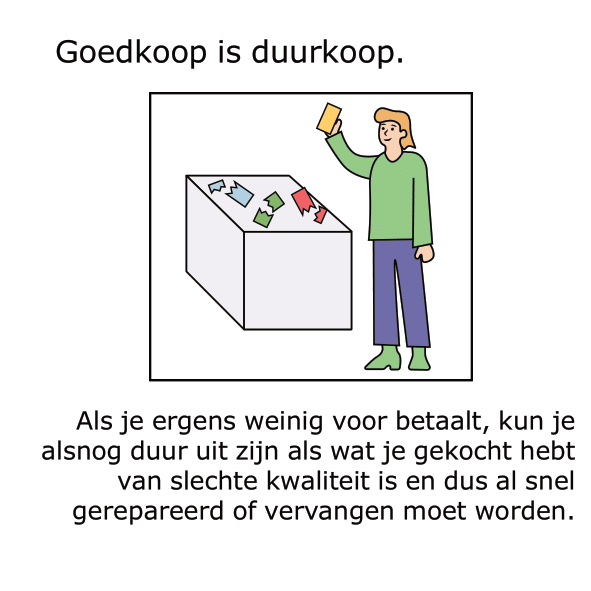 Goedkoop is duurkoop.
Als je ergens weinig voor betaalt, kun je
alsnog duur uit zijn als wat je gekocht hebt
van slechte kwaliteit is en dus al snel
gerepareerd of vervangen moet worden.